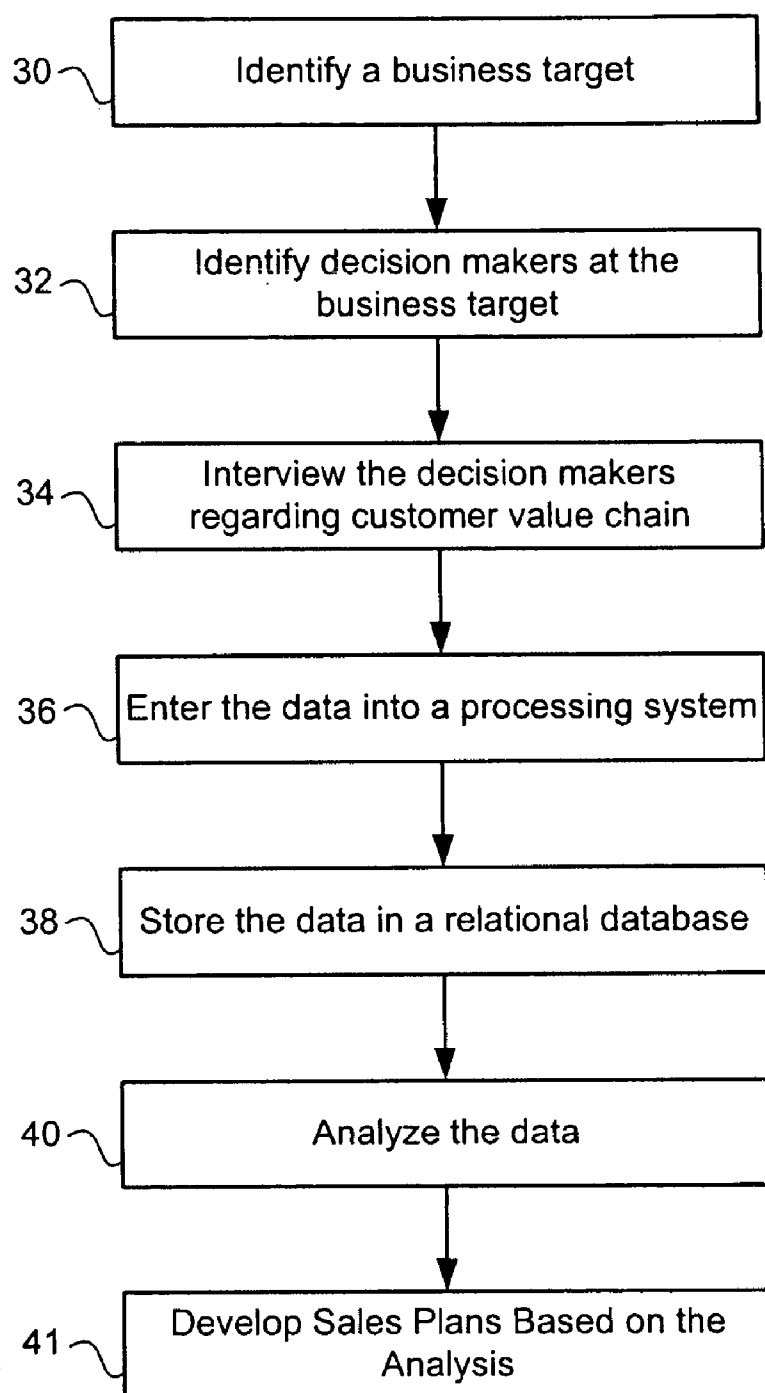 30
Identify a business target
32
Identify decision makers at the
business target
34
Interview the decision makers
regarding customer value chain
36
Enter the data into a processing system
38
Store the data in a relational database
40
Analyze the data
41
Develop Sales Plans Based on the
Analysis